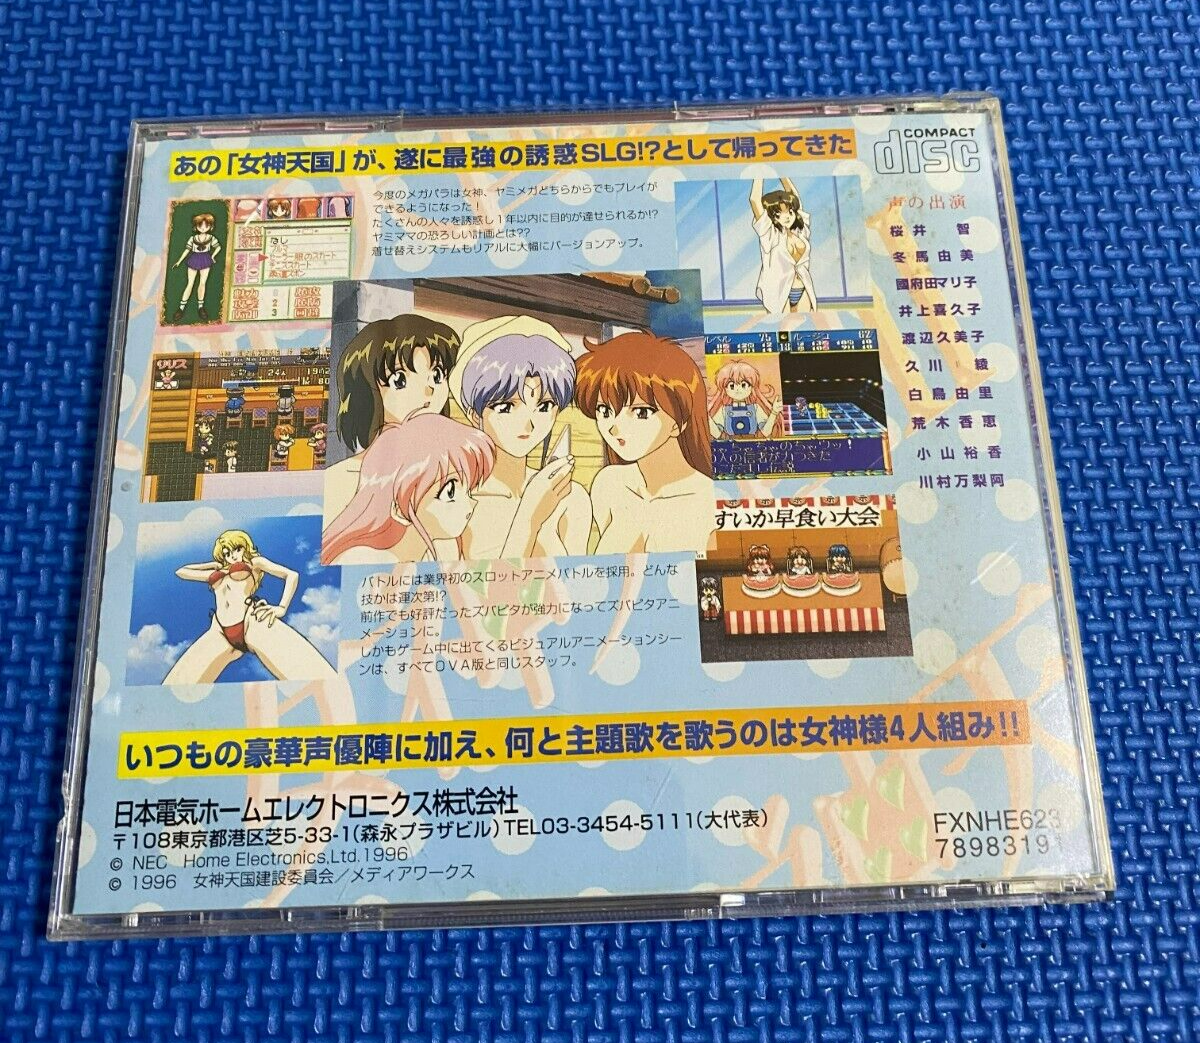 あの「女神天国」が、遂に最強の誘惑SLG!?として帰ってきた
COMPACT
disc
今度のメガパラは女神、ヤミメガどちらからでもプレイが
できるようになった！
たくさんの人々を誘惑し1年以内に目的が達せられるか!?
ヤミママの恐ろしい計画とは??
着せ替えシステムもリアルに大幅にバージョンアップ。
声の出演
桜井 智
冬馬由美
國府田マリ子
井上喜久子
渡辺久美子
久川 綾
白鳥由里
荒木香恵
小山裕香
川村万梨阿
なし
リリス
すいか早食い大会
バトルには業界初のスロットアニメバトルを採用。どんな
技かは運次第!?
前作でも好評だったズバピタが強力になってズバピタアニ
メーションに。
しかもゲーム中に出てくるビジュアルアニメーションシー
ンは、すべてOVA版と同じスタッフ。
いつもの豪華声優陣に加え、何と主題歌を歌うのは女神様4人組み!!
日本電気ホームエレクトロニクス株式会社
〒108東京都港区芝5-33-1(森永プラザビル)TEL03-3454-5111(大代表)
© NEC Home Electronics,Ltd.1996
© 1996 女神天国建設委員会／メディアワークス
FXNHE623
78983191